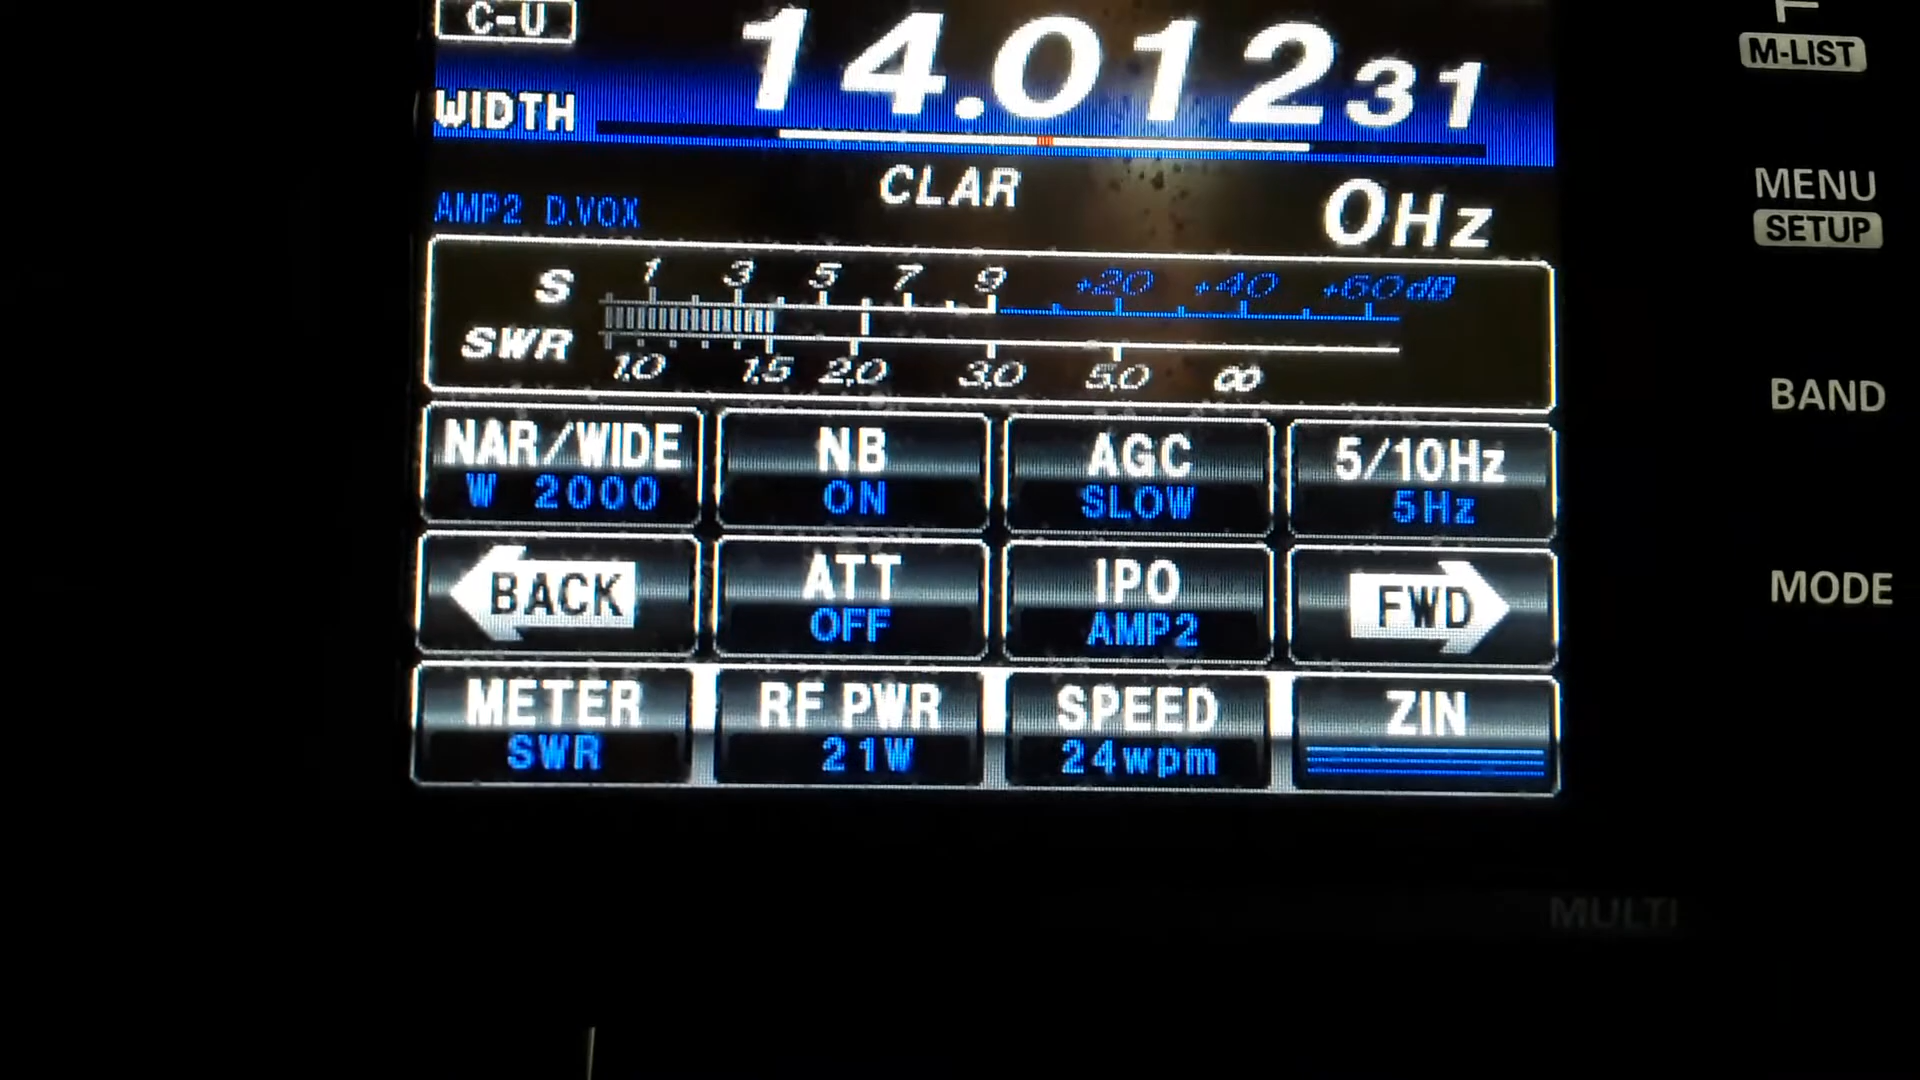 C-U
14.01231
M-LIST
WIDTH
CLAR
0Hz
MENU
SETUP
AMP2 D.VOX
S 1 3 5 7 9 +20 +40 +60dB
SWR
1.0 1.5 2.0 3.0 5.0 ∞
BAND
NAR/WIDE NB AGC 5/10Hz
W 2000 ON SLOW 5Hz
BACK ATT IPO FWD
OFF AMP2
MODE
METER RF PWR SPEED ZIN
SWR 21W 24wpm
MULTI